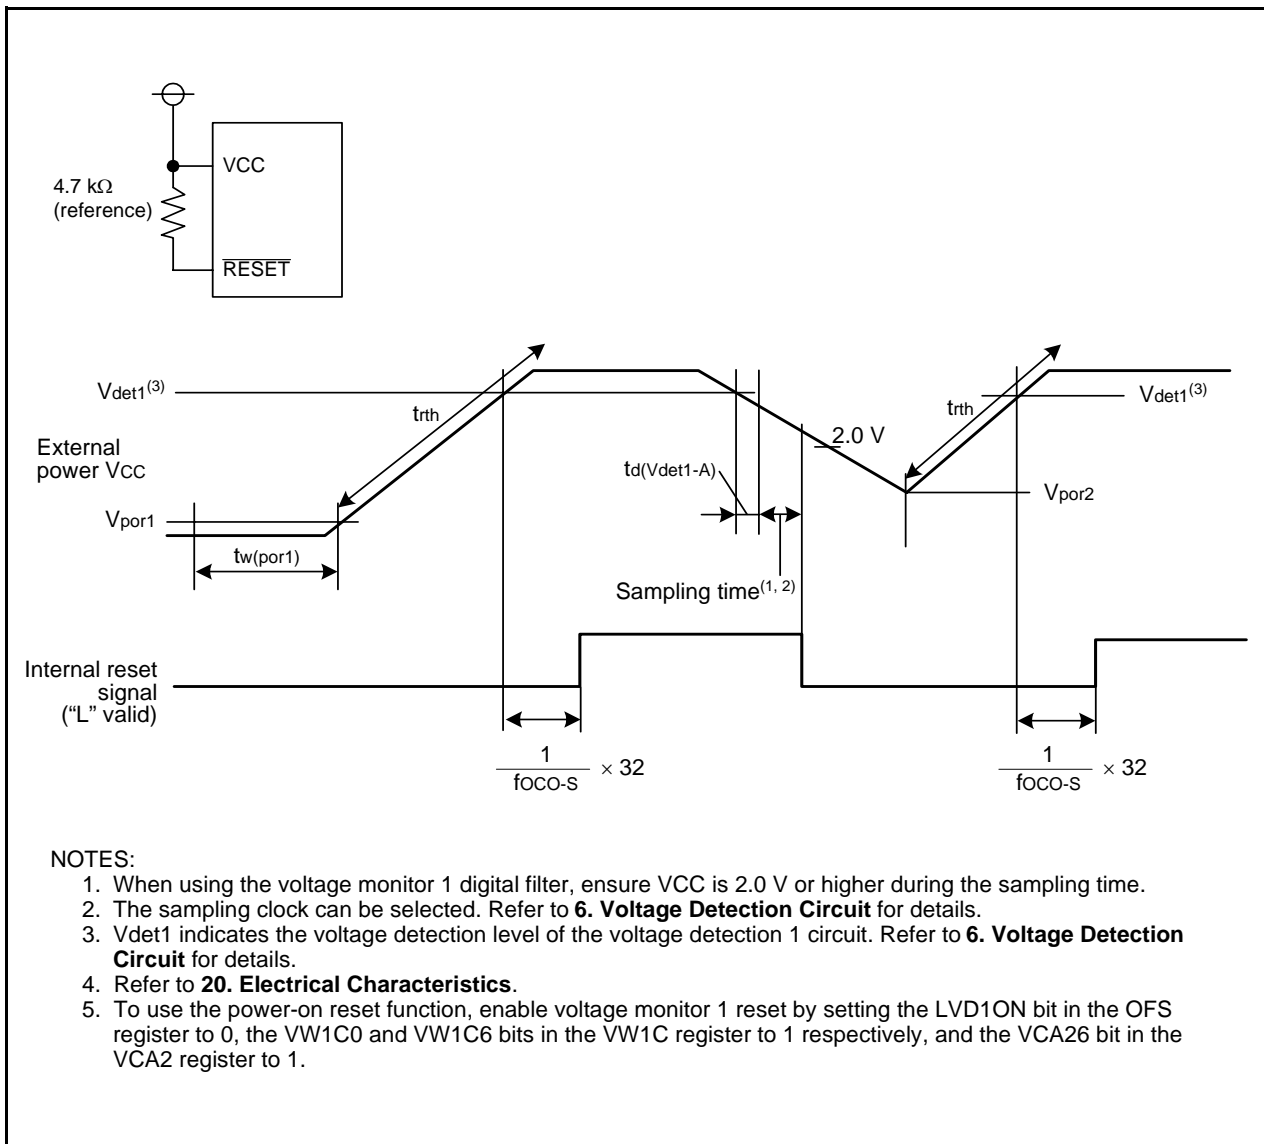 VCC
4.7 kΩ
(reference)
RESET
Vdet1(3)
trth
trth
Vdet1(3)
External
power VCC
2.0 V
td(Vdet1-A)
Vpor1
Vpor2
tw(por1)
Sampling time(1, 2)
Internal reset
signal
(“L” valid)
1
fOCO-S
× 32
1
fOCO-S
× 32
NOTES:
1. When using the voltage monitor 1 digital filter, ensure VCC is 2.0 V or higher during the sampling time.
2. The sampling clock can be selected. Refer to 6. Voltage Detection Circuit for details.
3. Vdet1 indicates the voltage detection level of the voltage detection 1 circuit. Refer to 6. Voltage Detection
Circuit for details.
4. Refer to 20. Electrical Characteristics.
5. To use the power-on reset function, enable voltage monitor 1 reset by setting the LVD1ON bit in the OFS
register to 0, the VW1C0 and VW1C6 bits in the VW1C register to 1 respectively, and the VCA26 bit in the
VCA2 register to 1.